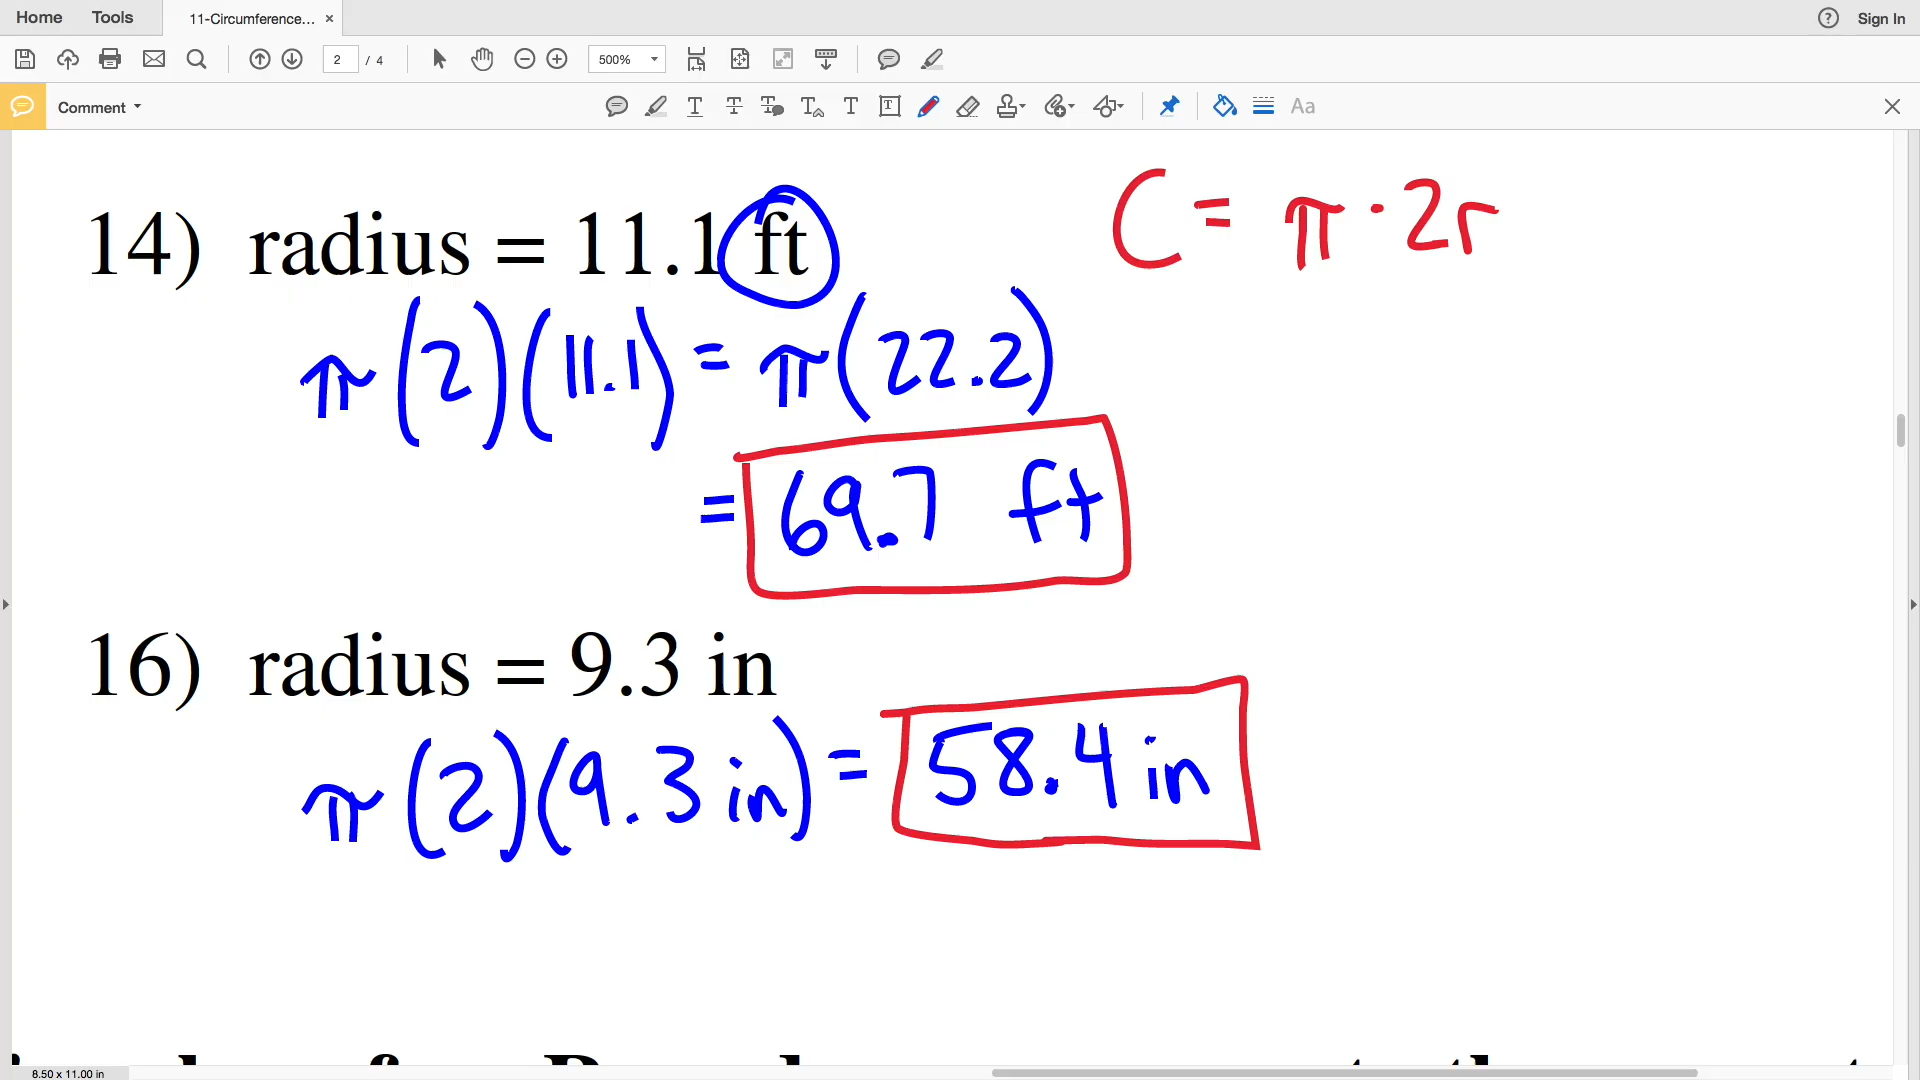 Home Tools 11-Circumference... × Sign In
2 / 4 500%
Comment Aa
14) radius = 11.1 ft C = π · 2r
π(2)(11.1) = π(22.2)
= 69.7 ft
16) radius = 9.3 in
π(2)(9.3 in) = 58.4 in
8.50 x 11.00 in